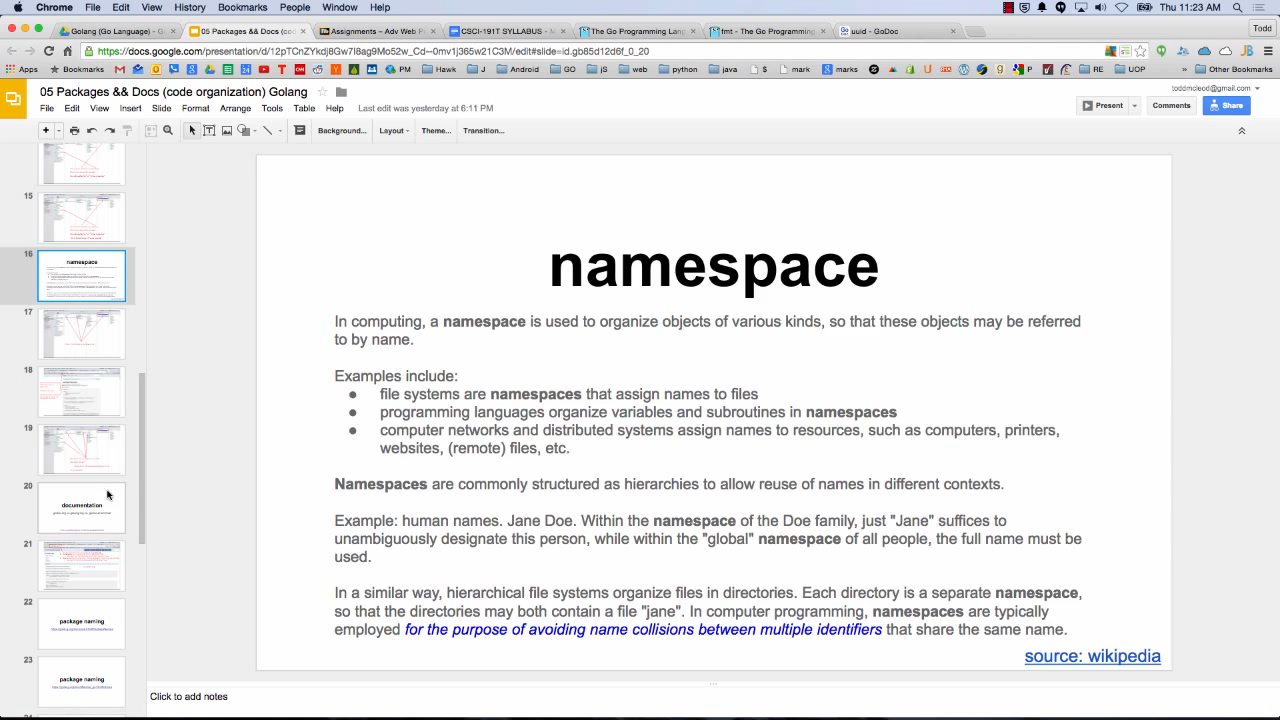 Chrome File Edit View History Bookmarks People Window Help
Thu 11:23 AM
Golang (Go Language) - G
05 Packages && Docs (cod
Assignments – Adv Web P
CSCI-191T
The Go Programming Lan
fmt - The Go Programming
uuid - GoDoc
Todd
https://docs.google.com/presentation/d/12pTCnZYkdj8Gw7I8ag9Mo52w_Cd--0mv1j365w21C3M/edit#slide=id.gb85d12d6f_0_20
Apps
Adv PM
Hawk
J
Android
GO
jS
web
python
java
S
mark
marks
P
RE
UOP
Other Bookmarks
05 Packages && Docs (code organization) Golang
toddmcleod@gmail.com
File Edit View Insert Slide Format Arrange Tools Table Help Last edit was yesterday at 6:11 PM
Present
Comments
Share
Background...
Layout
Theme...
Transition...
15
16
namespace
17
18
19
20
documentation
21
22
package naming
23
package naming
namespace
In computing, a namespace is used to organize objects of various kinds, so that these objects may be referred
to by name.
Examples include:
file systems are namespaces that assign names to files
programming languages organize variables and subroutines in namespaces
● computer networks and distributed systems assign names to resources, such as computers, printers,
websites, (remote) files, etc.
Namespaces are commonly structured as hierarchies to allow reuse of names in different contexts.
Example: human names. Jane Doe. Within the namespace of the Doe family, just "Jane" suffices to
unambiguously designate this person, while within the "global" namespace of all people, the full name must be
used.
In a similar way, hierarchical file systems organize files in directories. Each directory is a separate namespace,
so that the directories may both contain a file "jane". In computer programming, namespaces are typically
employed for the purpose of avoiding name collisions between multiple identifiers that share the same name.
source: wikipedia
Click to add notes